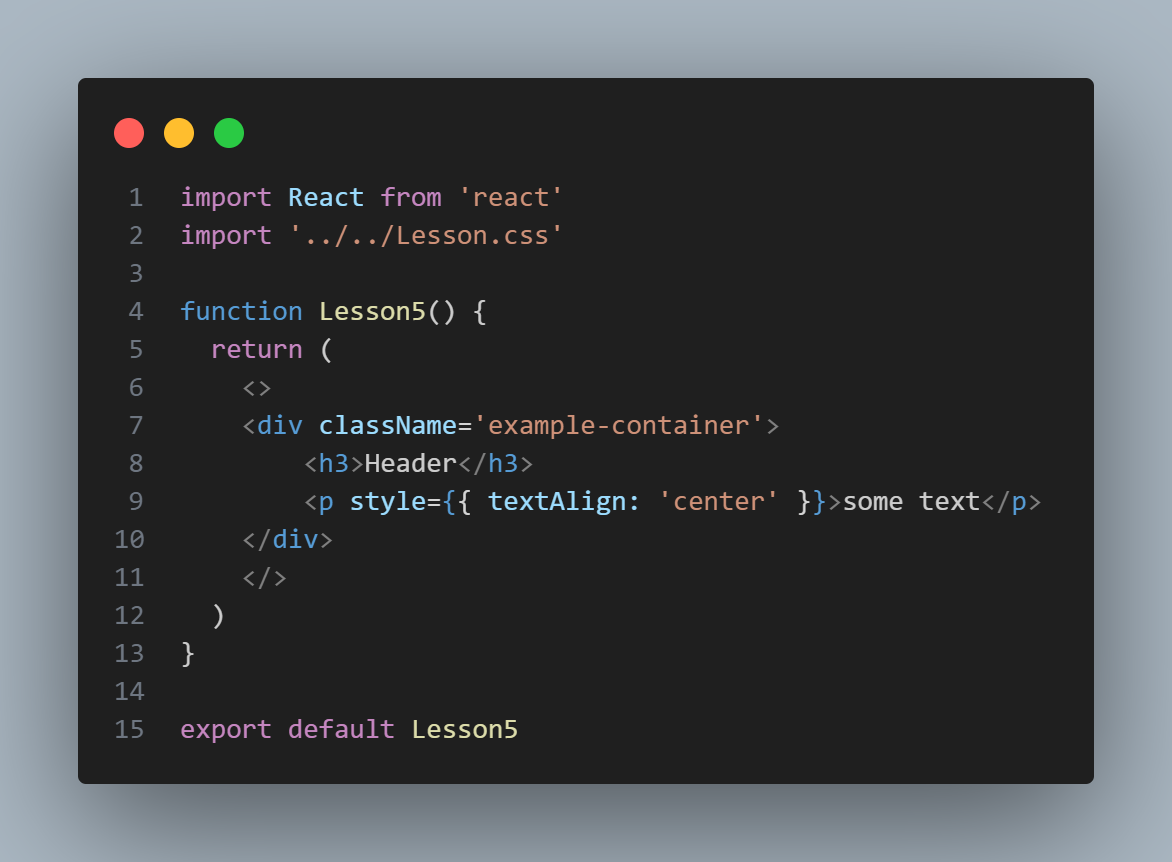 1 import React from 'react'
2 import '../../Lesson.css'
3
4 function Lesson5() {
5   return (
6     <>
7     <div className='example-container'>
8         <h3>Header</h3>
9         <p style={{ textAlign: 'center' }}>some text</p>
10     </div>
11     </>
12   )
13 }
14
15 export default Lesson5